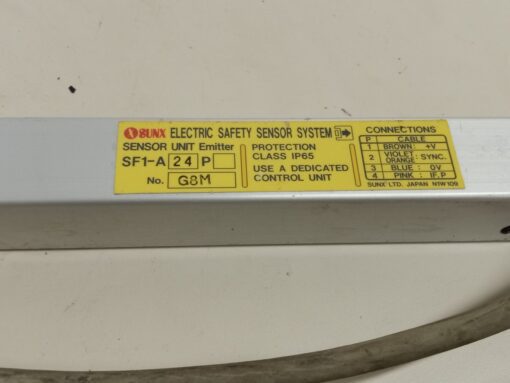 SUNX ELECTRIC SAFETY SENSOR SYSTEM
SENSOR UNIT Emitter
SF1-A 24 P
No. G8M
PROTECTION
CLASS IP65
USE A DEDICATED
CONTROL UNIT
CONNECTIONS
P CABLE
1 BROWN: +V
2 VIOLET: ORANGE: SYNC.
3 BLUE: 0V
4 PINK: IF.P
SUNX LTD. JAPAN N1W109